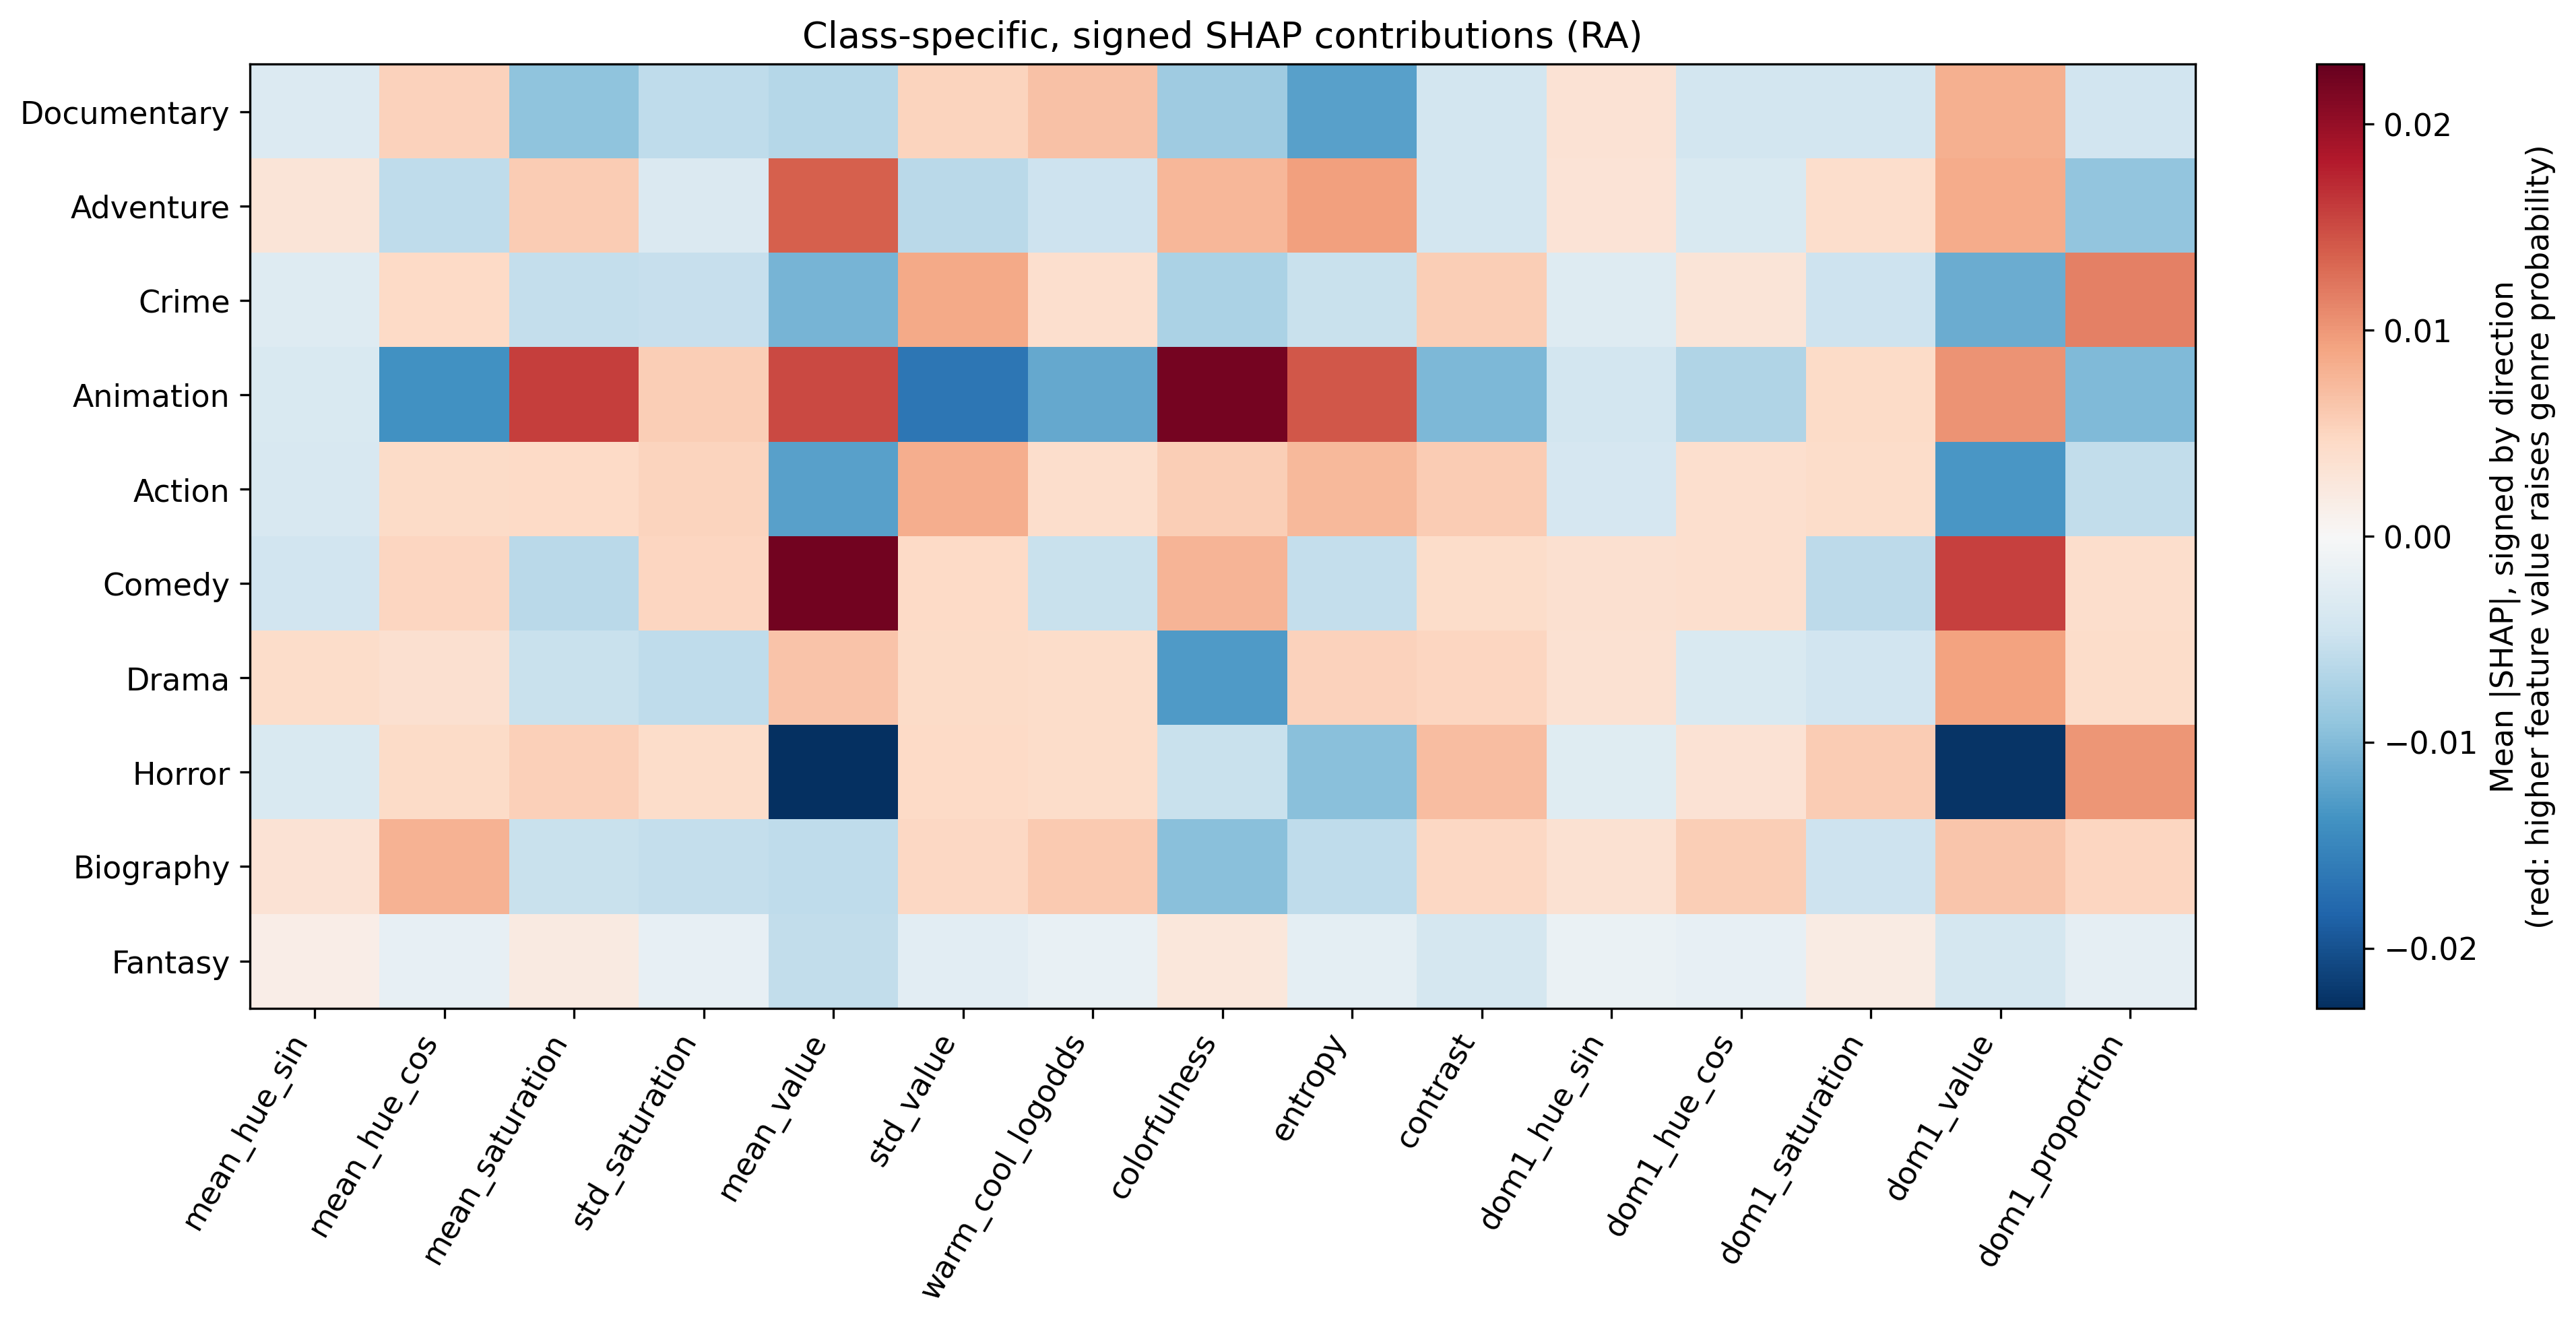 Class-specific, signed SHAP contributions (RA)
Documentary
Adventure
Crime
Animation
Action
Comedy
Drama
Horror
Biography
Fantasy
mean_hue_sin
mean_hue_cos
mean_saturation
std_saturation
mean_value
std_value
warm_cool_logodds
colorfulness
entropy
contrast
dom1_hue_sin
dom1_hue_cos
dom1_saturation
dom1_value
dom1_proportion
0.02
0.01
0.00
−0.01
−0.02
Mean |SHAP|, signed by direction
(red: higher feature value raises genre probability)